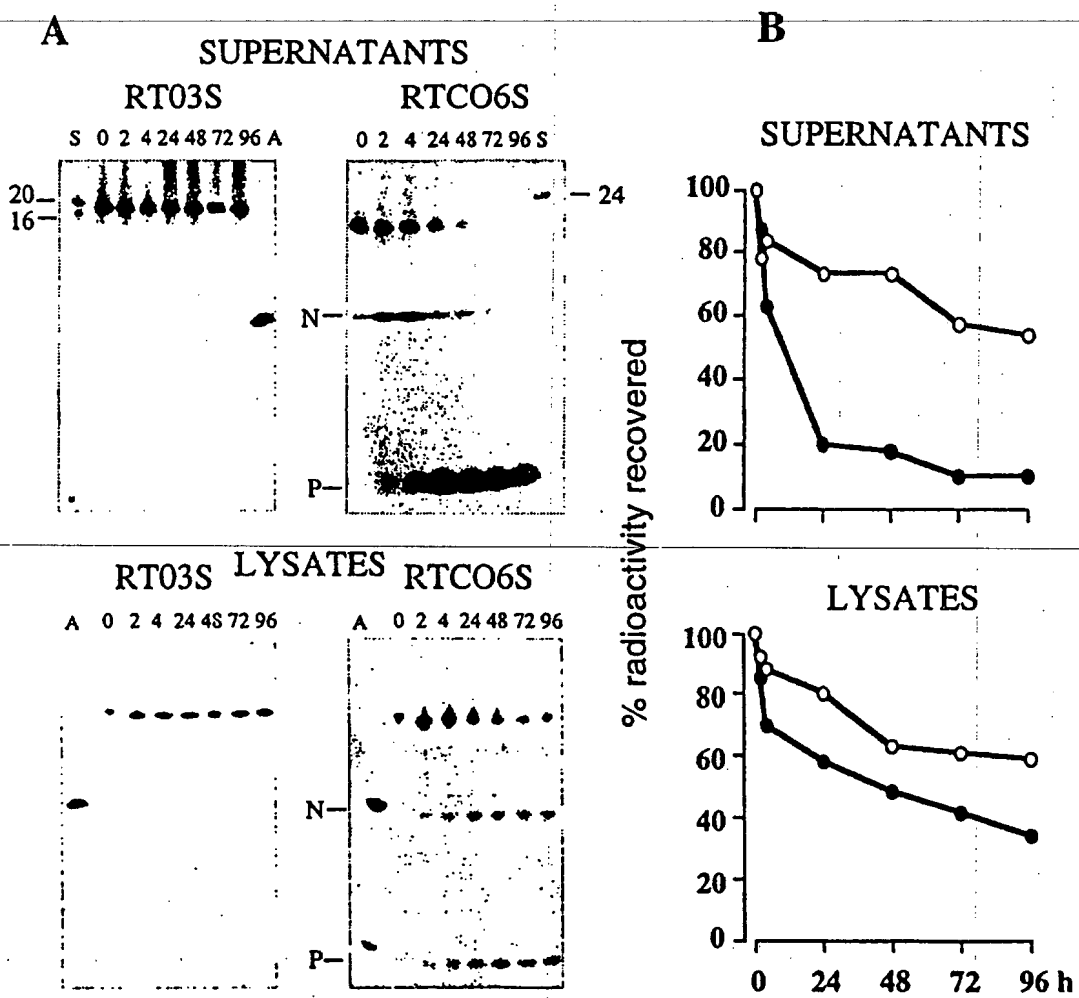 A
SUPERNATANTS
RT03S
RTCO6S
S 0 2 4 24 48 72 96 A
0 2 4 24 48 72 96 S
20
16
24
N
P
LYSATES
RT03S
RTCO6S
A 0 2 4 24 48 72 96
A 0 2 4 24 48 72 96
N
P
B
% radioactivity recovered
SUPERNATANTS
100
80
60
40
20
0
LYSATES
100
80
60
40
20
0
0 24 48 72 96 h